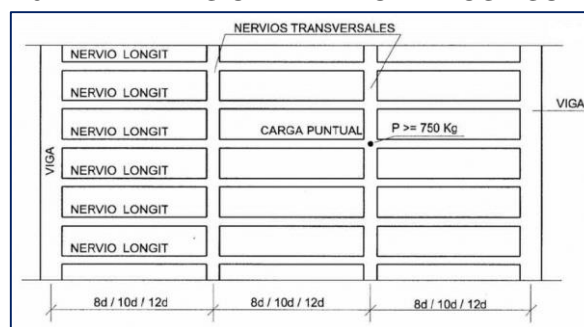 NERVIOS TRANSVERSALES
NERVIO LONGIT
NERVIO LONGIT
NERVIO LONGIT
NERVIO LONGIT
NERVIO LONGIT
NERVIO LONGIT
VIGA
VIGA
CARGA PUNTUAL
P >= 750 Kg
8d / 10d / 12d
8d / 10d / 12d
8d / 10d / 12d